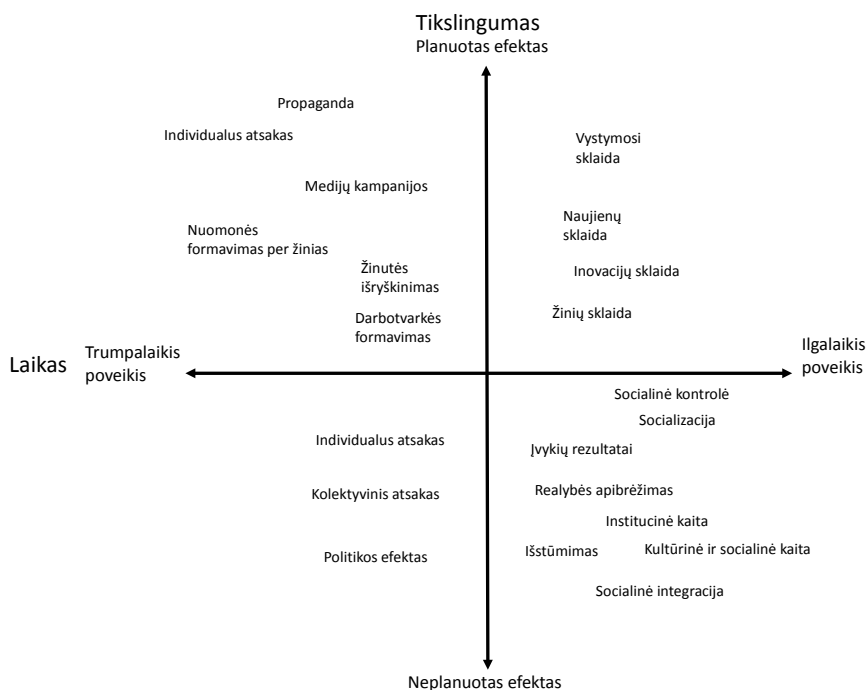 Tikslingumas
Planuotas efektas
Propaganda
Individualus atsakas
Vystymosi
sklaida
Medijų kampanijos
Nuomonės
formavimas per žinias
Naujienų
sklaida
Žinutės
išryškinimas
Inovacijų sklaida
Darbotvarkės
formavimas
Žinių sklaida
Laikas
Trumpalaikis
poveikis
Ilgalaikis
poveikis
Socialinė kontrolė
Socializacija
Individualus atsakas
Įvykių rezultatai
Kolektyvinis atsakas
Realybės apibrėžimas
Institucinė kaita
Politikos efektas
Išstūmimas
Kultūrinė ir socialinė kaita
Socialinė integracija
Neplanuotas efektas